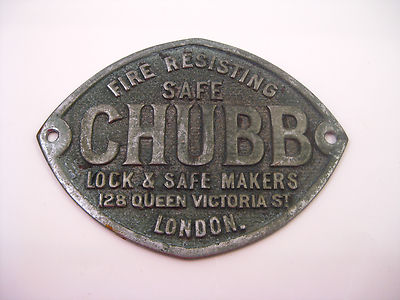 FIRE RESISTING
SAFE
CHUBB
LOCK & SAFE MAKERS
128 QUEEN VICTORIA ST
LONDON.